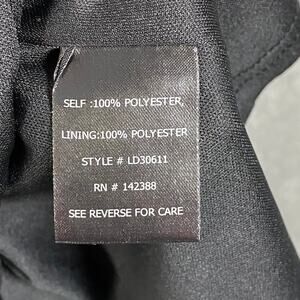 SELF :100% POLYESTER,
LINING:100% POLYESTER
STYLE # LD30611
RN # 142388
SEE REVERSE FOR CARE